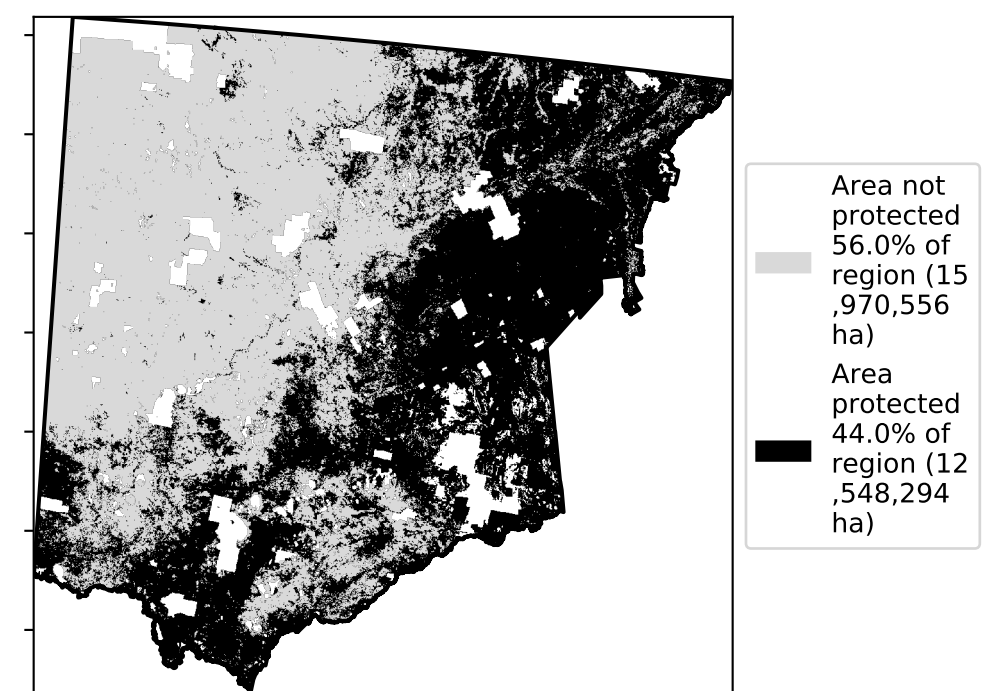 Area not
protected
56.0% of
region (15
,970,556
ha)
Area
protected
44.0% of
region (12
,548,294
ha)